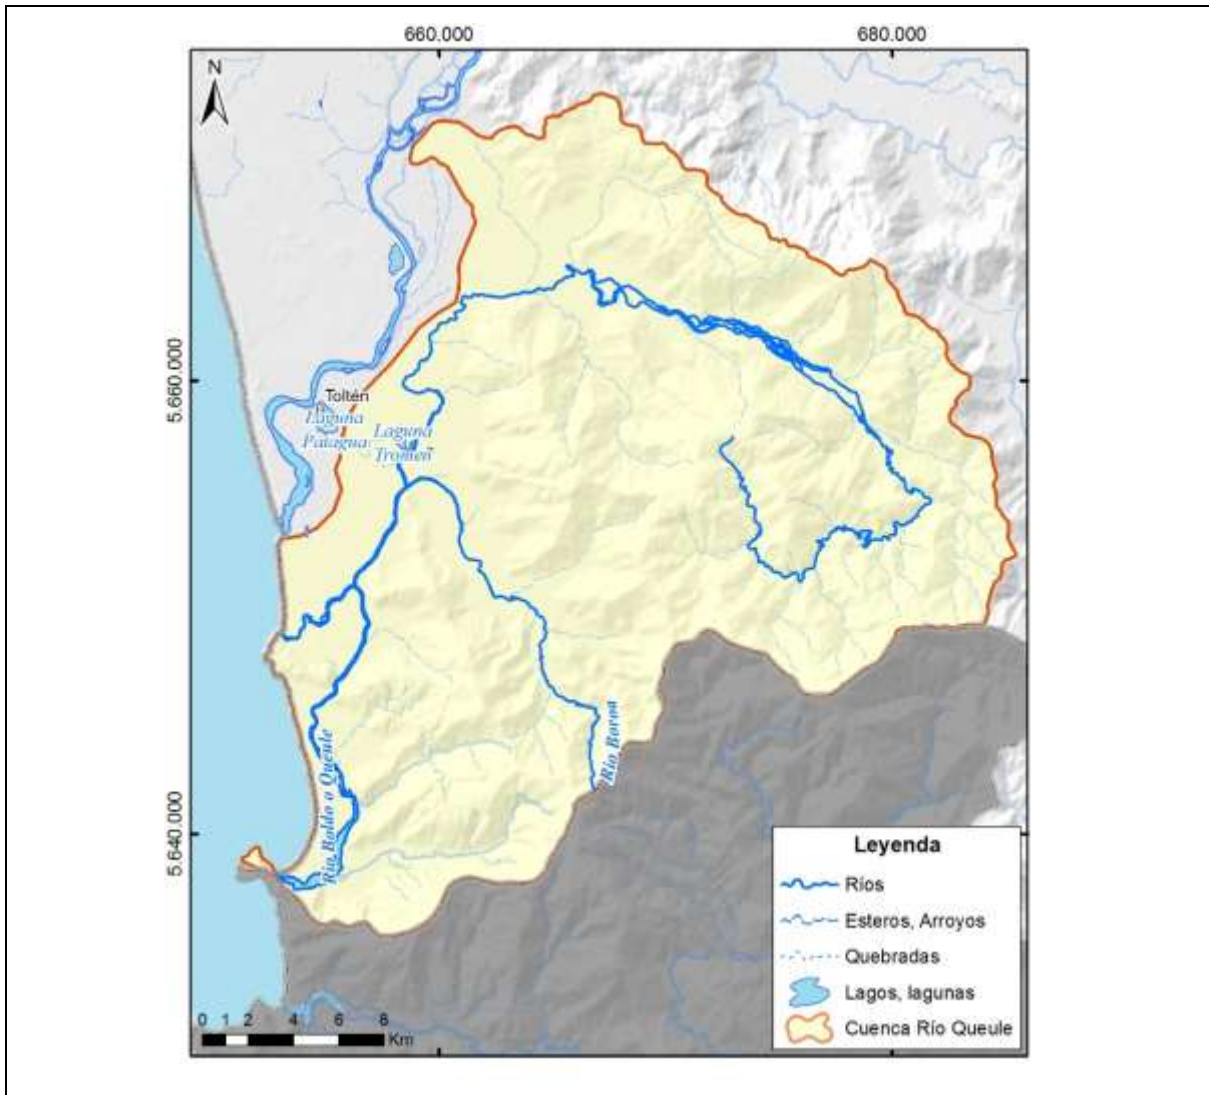 660.000 680.000
N
5.660.000
Toltén
Laguna
Patagua
Laguna
Tromen
Río Boroa
Río Boldo o Queule
5.640.000
Leyenda
Ríos
Esteros, Arroyos
Quebradas
Lagos, lagunas
Cuenca Río Queule
0 1 2 4 6 8
Km